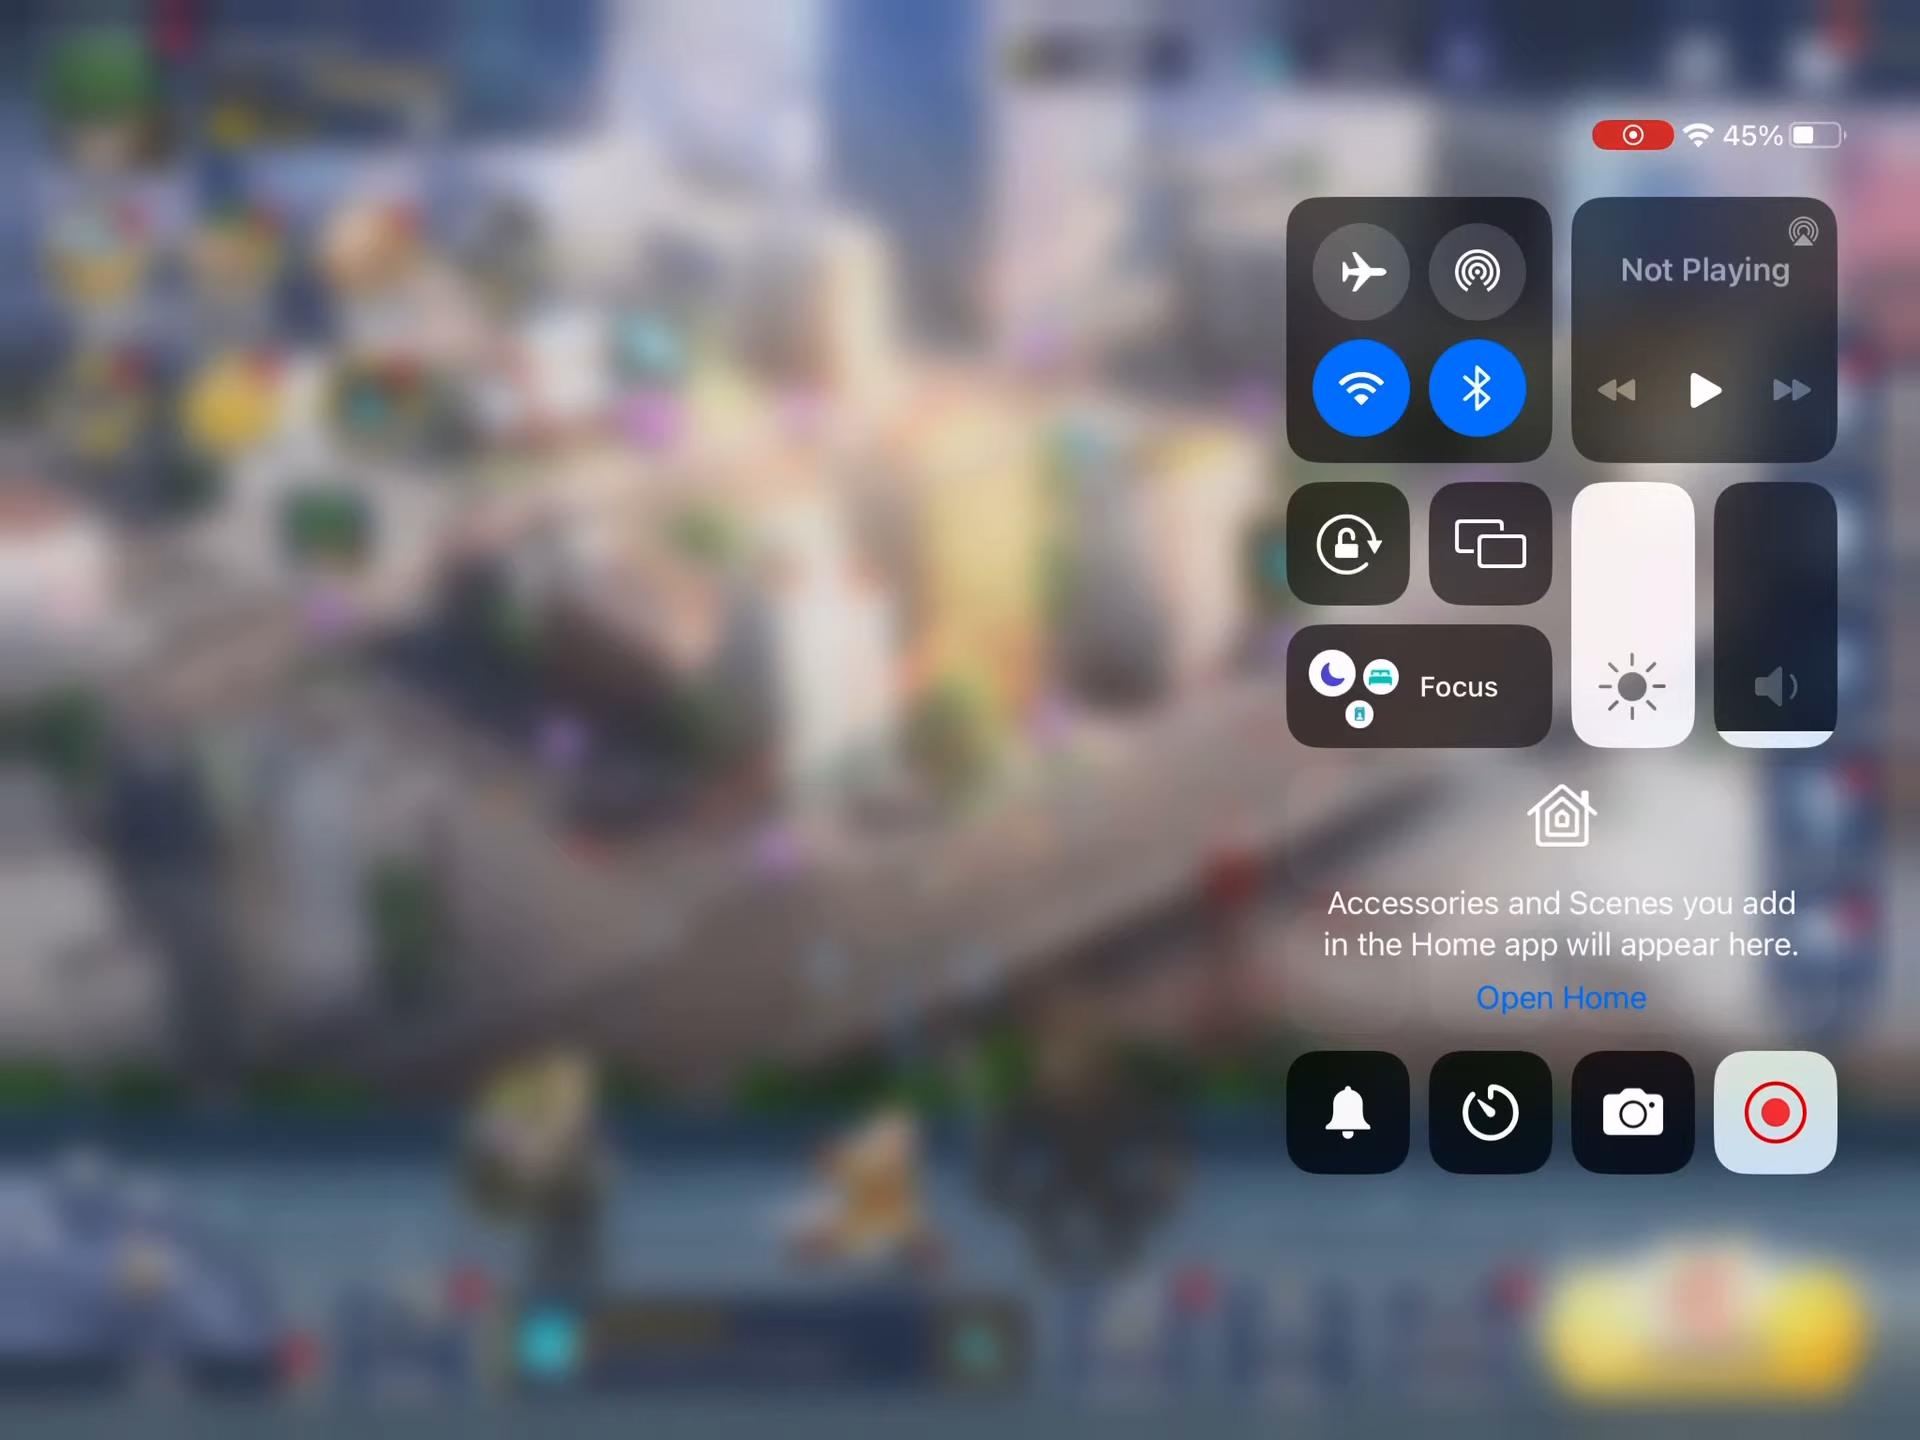 45%
Not Playing
Focus
Accessories and Scenes you add
in the Home app will appear here.
Open Home